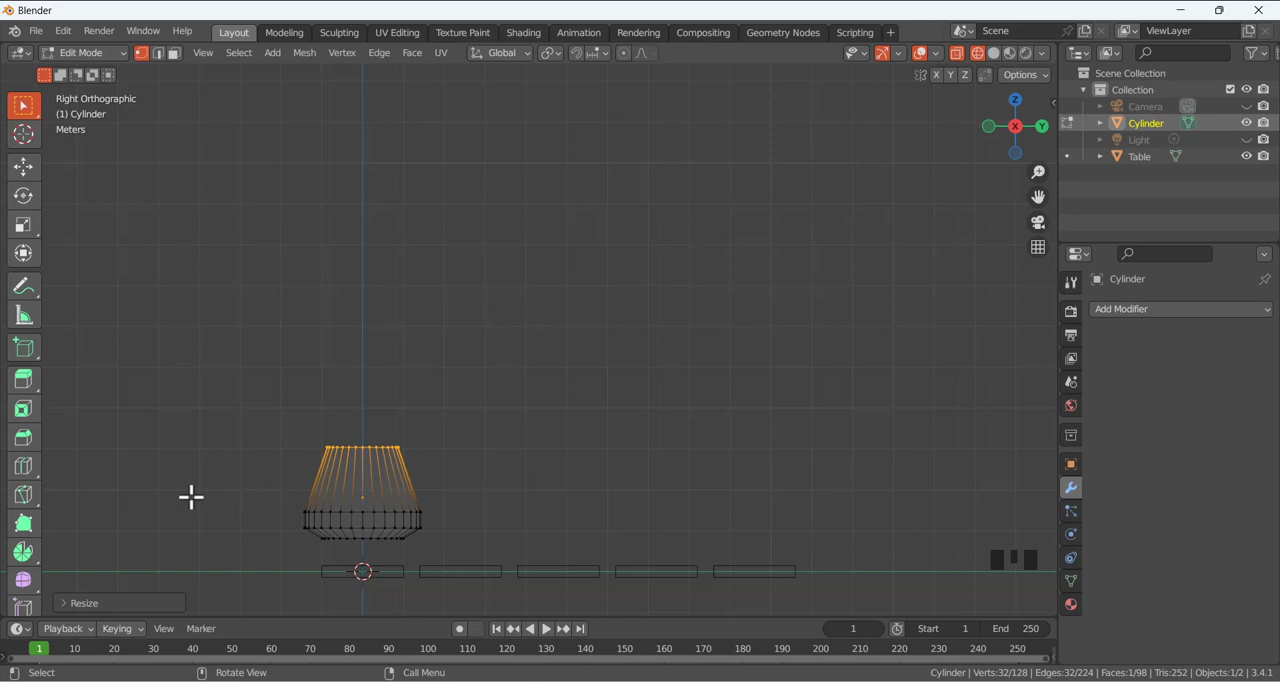 Blender
File Edit Render Window Help Layout Modeling Sculpting UV Editing Texture Paint Shading Animation Rendering Compositing Geometry Nodes Scripting + Scene ViewLayer
Edit Mode View Select Add Mesh Vertex Edge Face UV Global
X Y Z Options
Right Orthographic
(1) Cylinder
Meters
Z
X
Y
Scene Collection
Collection
Camera
Cylinder
Light
Table
Cylinder
Add Modifier
> Resize
Playback Keying View Marker 1 Start 1 End 250
1 10 20 30 40 50 60 70 80 90 100 110 120 130 140 150 160 170 180 190 200 210 220 230 240 250
Select Rotate View Call Menu Cylinder | Verts:32/128 | Edges:32/224 | Faces:1/98 | Tris:252 | Objects:1/2 | 3.4.1